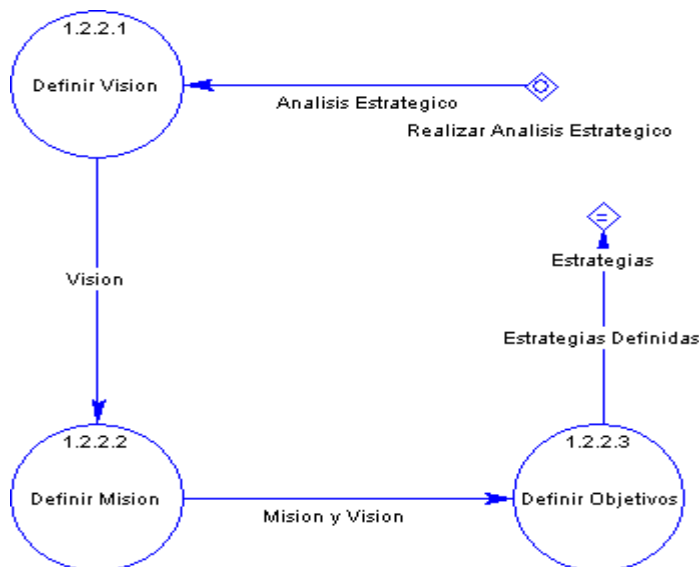 1.2.2.1
Definir Vision
Analisis Estrategico
Realizar Analisis Estrategico
=
Estrategias
Vision
Estrategias Definidas
1.2.2.2
Definir Mision
Mision y Vision
1.2.2.3
Definir Objetivos